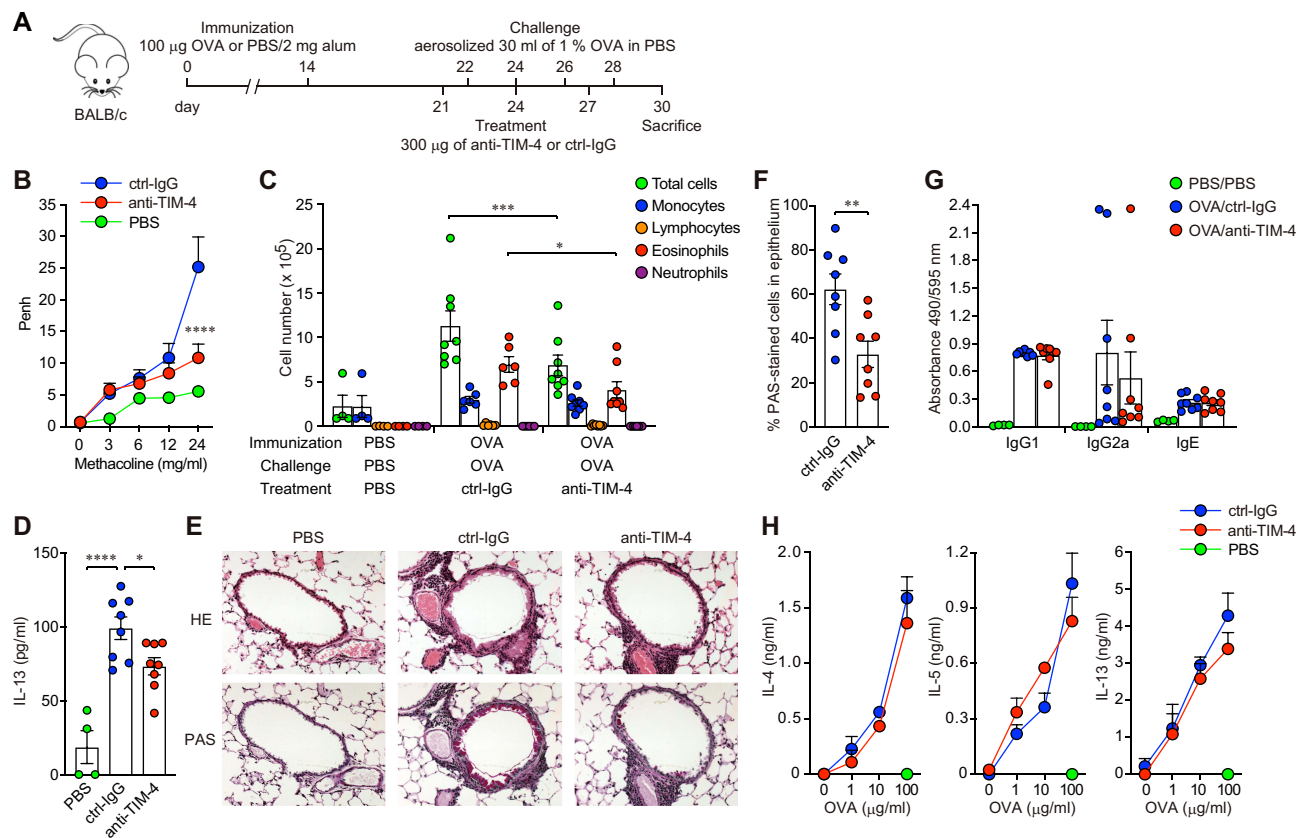 A
Immunization
100 µg OVA or PBS/2 mg alum
Challenge
aerosolized 30 ml of 1 % OVA in PBS
0 14 22 24 26 28
BALB/c
day
21 24 27 30
Treatment Sacrifice
300 µg of anti-TIM-4 or ctrl-IgG
B
ctrl-IgG
anti-TIM-4
PBS
Penh
35
30
25
20
15
10
5
0
****
0 3 6 12 24
Methacoline (mg/ml)
C
Total cells
Monocytes
Lymphocytes
Eosinophils
Neutrophils
Cell number (x 10⁵)
25
20
15
10
5
0
***
*
Immunization PBS OVA OVA
Challenge PBS OVA OVA
Treatment PBS ctrl-IgG anti-TIM-4
F
% PAS-stained cells in epithelium
100
80
60
40
20
0
**
ctrl-IgG
anti-TIM-4
G
PBS/PBS
OVA/ctrl-IgG
OVA/anti-TIM-4
Absorbance 490/595 nm
2.4
2.1
1.8
1.5
1.2
0.9
0.6
0.3
0.0
IgG1 IgG2a IgE
D
IL-13 (pg/ml)
150
100
50
0
**** *
PBS
ctrl-IgG
anti-TIM-4
E
PBS ctrl-IgG anti-TIM-4
HE
PAS
H
ctrl-IgG
anti-TIM-4
PBS
IL-4 (ng/ml)
2.0
1.5
1.0
0.5
0
0 1 10 100
OVA (µg/ml)
IL-5 (ng/ml)
1.2
0.9
0.6
0.3
0
0 1 10 100
OVA (µg/ml)
IL-13 (ng/ml)
6
5
4
3
2
1
0
0 1 10 100
OVA (µg/ml)